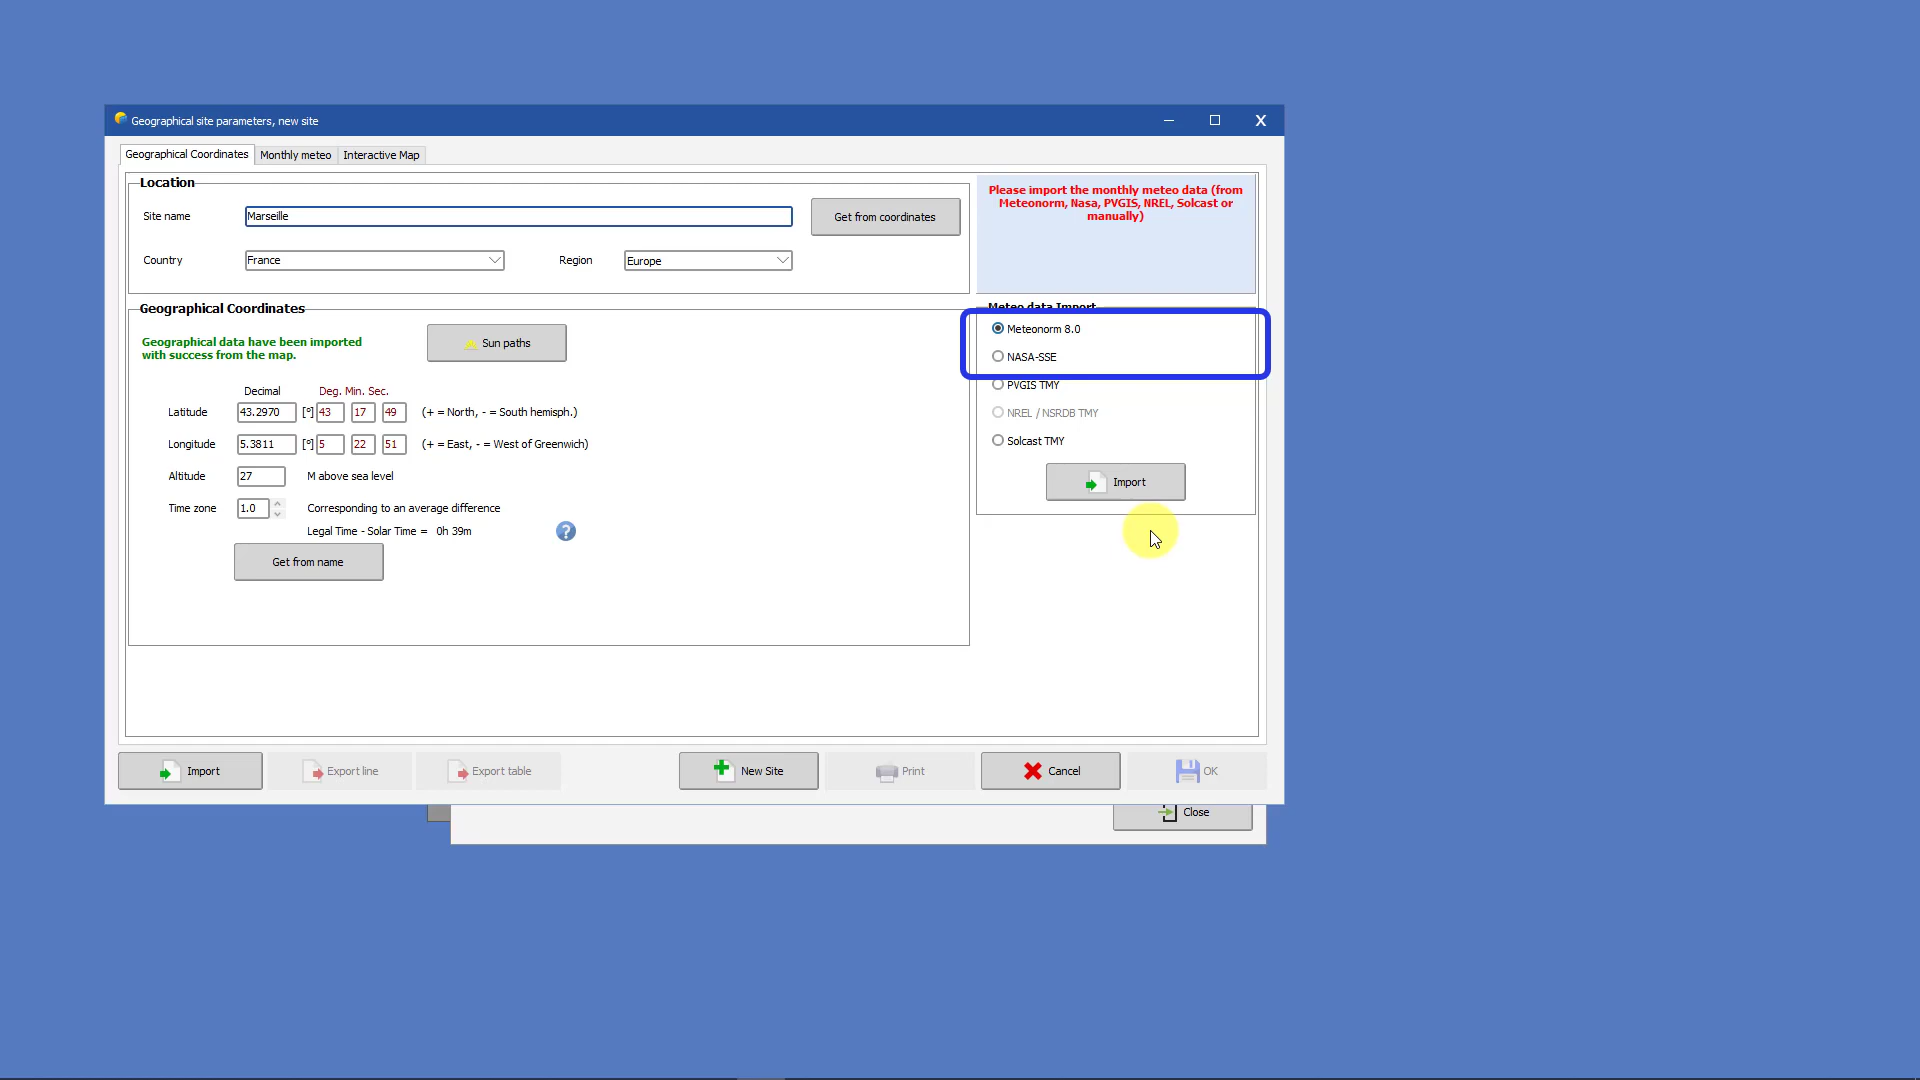 Geographical site parameters, new site
X
Geographical Coordinates
Monthly meteo
Interactive Map
Location
Site name
Marseille
Get from coordinates
Country
France
Region
Europe
Please import the monthly meteo data (from
Meteonorm, Nasa, PVGIS, NREL, Solcast or
manually)
Geographical Coordinates
Geographical data have been imported
with success from the map.
Sun paths
Decimal
Deg. Min. Sec.
Latitude
43.2970
[°]
43
17
49
(+ = North, - = South hemisph.)
Longitude
5.3811
[°]
5
22
51
(+ = East, - = West of Greenwich)
Altitude
27
M above sea level
Time zone
1.0
Corresponding to an average difference
Legal Time - Solar Time = 0h 39m
?
Get from name
Meteo data Import
Meteonorm 8.0
NASA-SSE
PVGIS TMY
NREL / NSRDB TMY
Solcast TMY
Import
Import
Export line
Export table
New Site
Print
Cancel
OK
Close